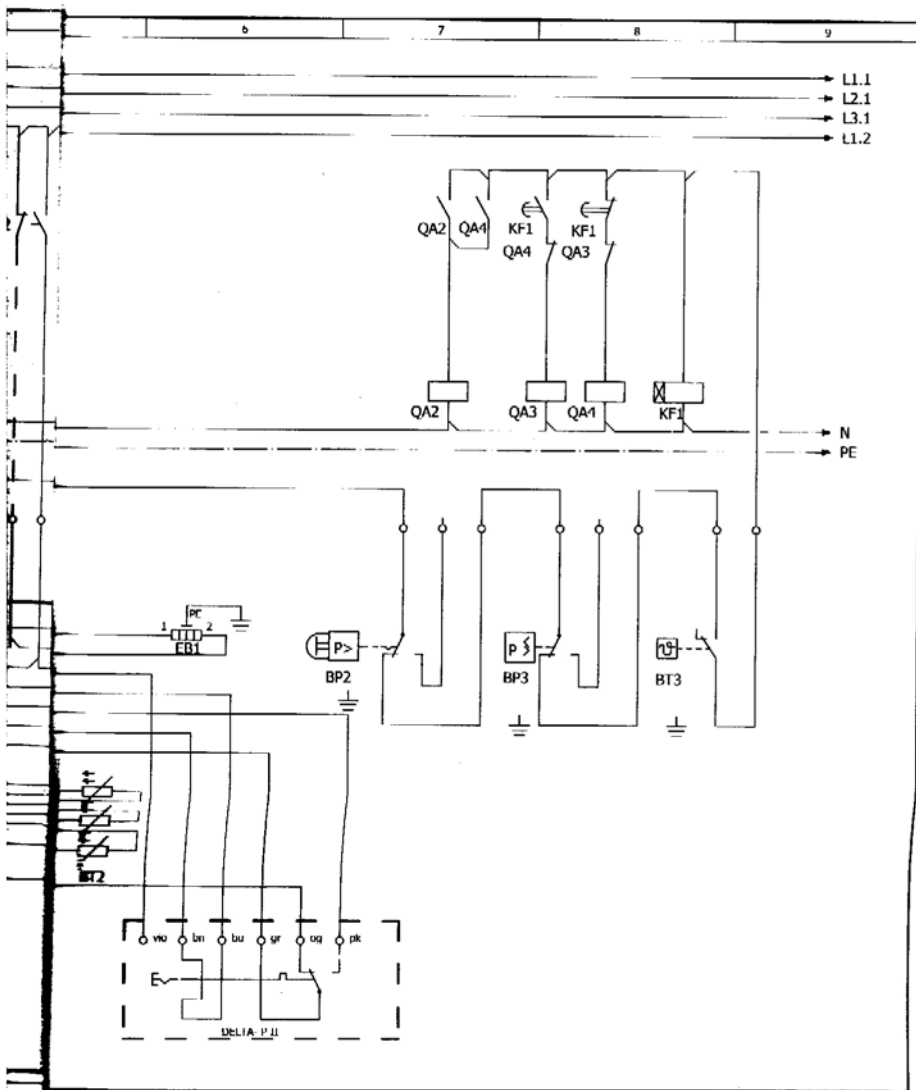 6 7 8 9
L1.1
L2.1
L3.1
L1.2
QA2 QA4 KF1 KF1
QA4 QA3
QA2 QA3 QA4 KF1
N
PE
PE
1 2
EB1
P>
BP2
P
BP3
BT3
BT2
vio bn bu gr og pk
E
DELTA- P II